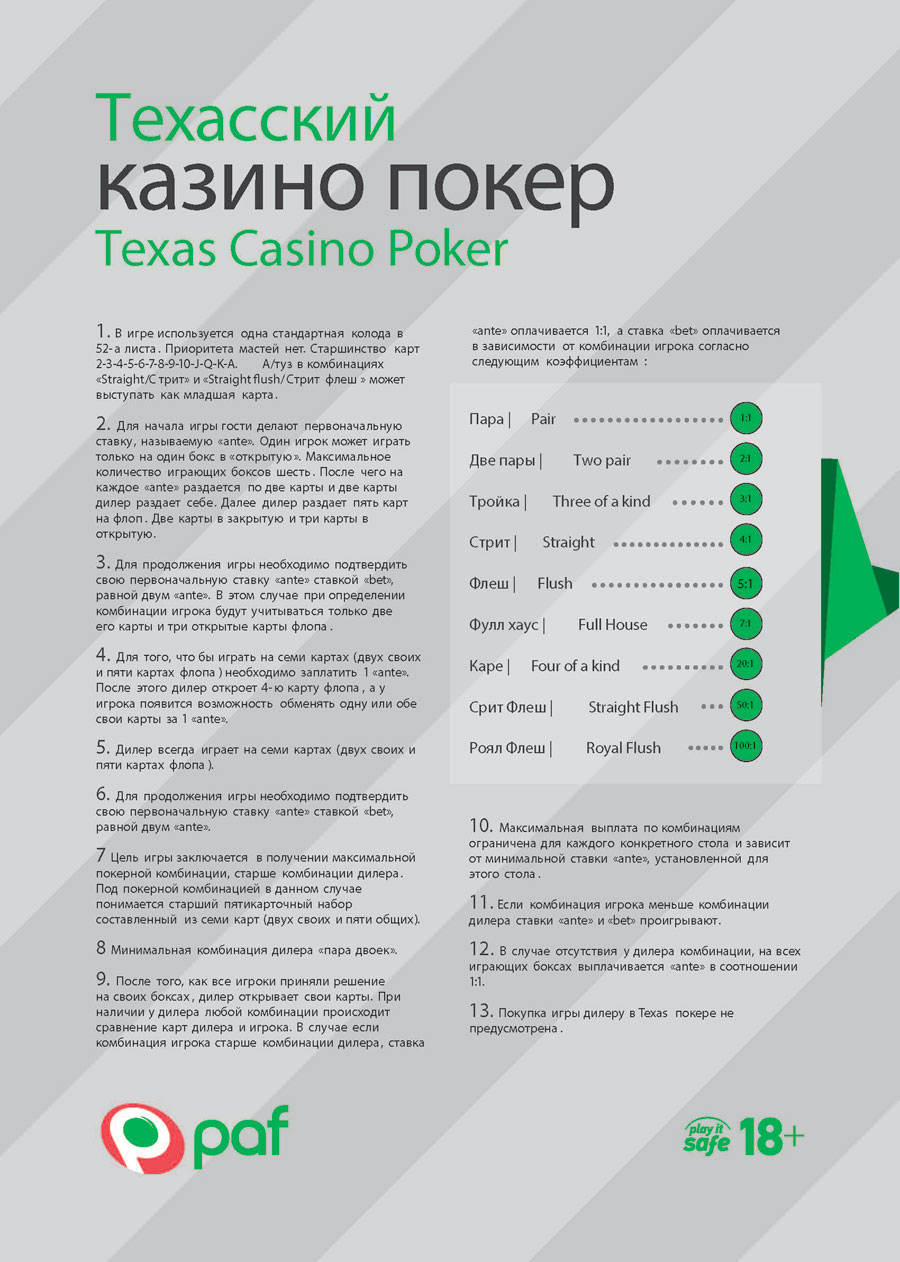 Техасский
казино покер
Texas Casino Poker
1. В игре используется одна стандартная колода в
52-а листа. Приоритета мастей нет. Старшинство карт
2-3-4-5-6-7-8-9-10-J-Q-K-A. А/туз в комбинациях
«Straight/Стрит» и «Straight flush/Стрит флеш» может
выступать как младшая карта.
2. Для начала игры гости делают первоначальную
ставку, называемую «ante». Один игрок может играть
только на один бокс в «открытую». Максимальное
количество играющих боксов шесть. После чего на
каждое «ante» раздается по две карты и две карты
дилер раздает себе. Далее дилер раздает пять карт
на флоп. Две карты в закрытую и три карты в
открытую.
3. Для продолжения игры необходимо подтвердить
свою первоначальную ставку «ante» ставкой «bet»,
равной двум «ante». В этом случае при определении
комбинации игрока будут учитываться только две
его карты и три открытые карты флопа.
4. Для того, что бы играть на семи картах (двух своих
и пяти картах флопа) необходимо заплатить 1 «ante».
После этого дилер откроет 4-ю карту флопа, а у
игрока появится возможность обменять одну или обе
свои карты за 1 «ante».
5. Дилер всегда играет на семи картах (двух своих и
пяти картах флопа).
6. Для продолжения игры необходимо подтвердить
свою первоначальную ставку «ante» ставкой «bet»,
равной двум «ante».
7 Цель игры заключается в получении максимальной
покерной комбинации, старше комбинации дилера.
Под покерной комбинацией в данном случае
понимается старший пятикарточный набор
составленный из семи карт (двух своих и пяти общих).
8 Минимальная комбинация дилера «пара двоек».
9. После того, как все игроки приняли решение
на своих боксах, дилер открывает свои карты. При
наличии у дилера любой комбинации происходит
сравнение карт дилера и игрока. В случае если
комбинация игрока старше комбинации дилера, ставка
«ante» оплачивается 1:1, а ставка «bet» оплачивается
в зависимости от комбинации игрока согласно
следующим коэффициентам :
Пара | Pair 1:1
Две пары | Two pair 2:1
Тройка | Three of a kind 3:1
Стрит | Straight 4:1
Флеш | Flush 5:1
Фулл хаус | Full House 7:1
Каре | Four of a kind 20:1
Срит Флеш | Straight Flush 50:1
Роял Флеш | Royal Flush 100:1
10. Максимальная выплата по комбинациям
ограничена для каждого конкретного стола и зависит
от минимальной ставки «ante», установленной для
этого стола.
11. Если комбинация игрока меньше комбинации
дилера ставки «ante» и «bet» проигрывают.
12. В случае отсутствия у дилера комбинации, на всех
играющих боксах выплачивается «ante» в соотношении
1:1.
13. Покупка игры дилеру в Texas покере не
предусмотрена.
paf
play it
safe
18+